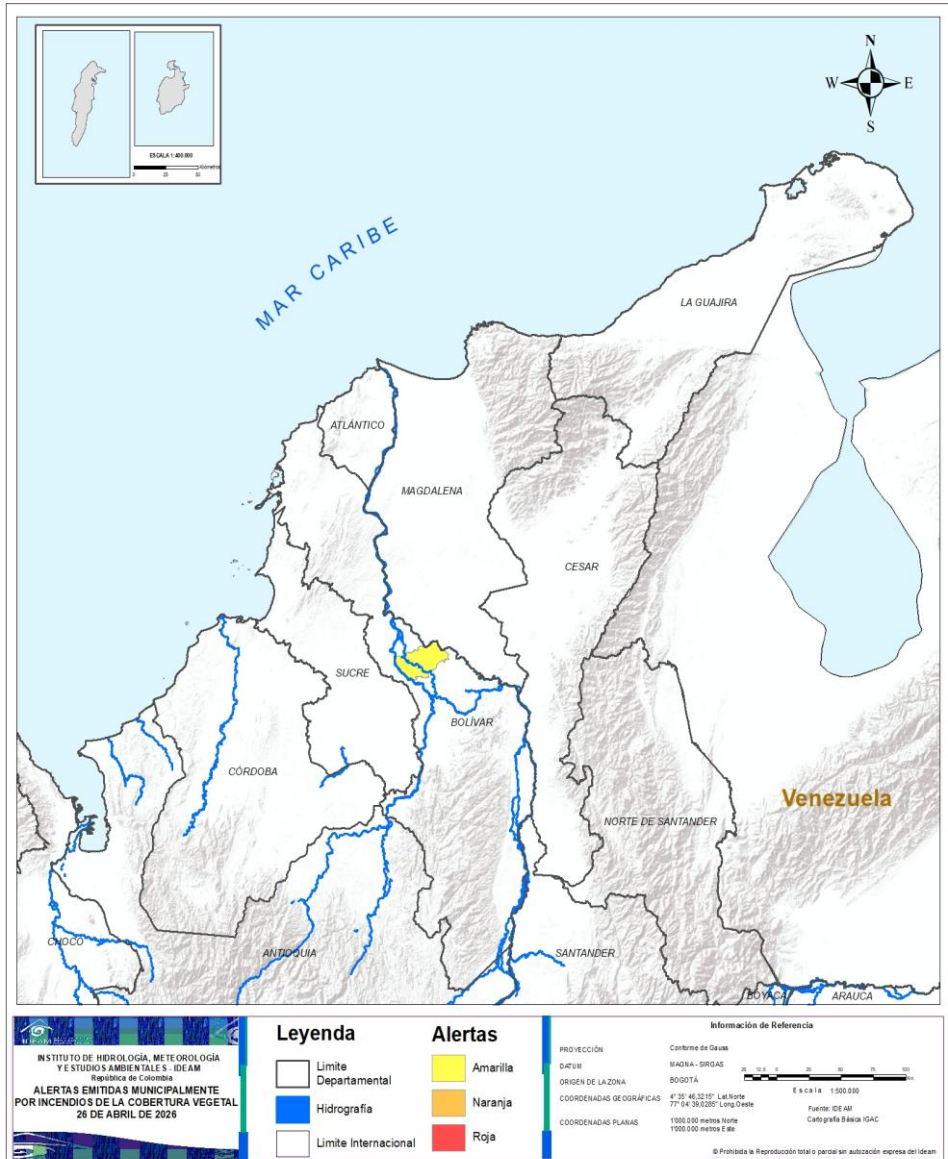 ESCALA 1:400.000
Kilómetros
N
W
E
S
MAR CARIBE
LA GUAJIRA
ATLÁNTICO
MAGDALENA
CESAR
SUCRE
BOLÍVAR
CÓRDOBA
Venezuela
NORTE DE SANTANDER
CHOCO
ANTIOQUIA
SANTANDER
BOYACÁ
ARAUCA
IDEAM
INSTITUTO DE HIDROLOGÍA, METEOROLOGÍA
Y ESTUDIOS AMBIENTALES - IDEAM
República de Colombia
ALERTAS EMITIDAS MUNICIPALMENTE
POR INCENDIOS DE LA COBERTURA VEGETAL
26 DE ABRIL DE 2026
Leyenda
Limite
Departamental
Hidrografía
Limite Internacional
Alertas
Amarilla
Naranja
Roja
Información de Referencia
PROYECCIÓN Conforme de Gauss
DATUM MAGNA - SIRGAS
ORIGEN DE LA ZONA BOGOTÁ
COORDENADAS GEOGRÁFICAS 4° 35' 46,3215" Lat.Norte
77° 04' 39,0285" Long.Oeste
COORDENADAS PLANAS 1'000.000 metros Norte
1'000.000 metros Este
Escala 1:500.000
Fuente: IDEAM
Cartografía Básica IGAC
© Prohibida la Reproducción total o parcial sin autozación expresa del Ideam